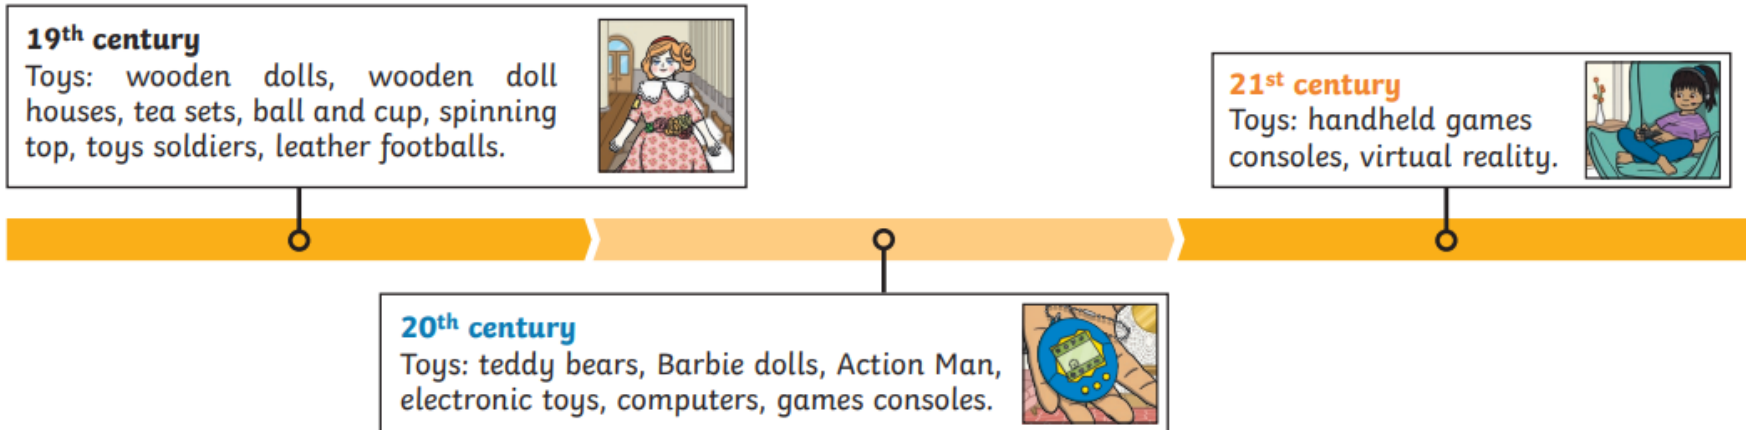 19th century
Toys: wooden dolls, wooden doll
houses, tea sets, ball and cup, spinning
top, toys soldiers, leather footballs.
20th century
Toys: teddy bears, Barbie dolls, Action Man,
electronic toys, computers, games consoles.
21st century
Toys: handheld games
consoles, virtual reality.